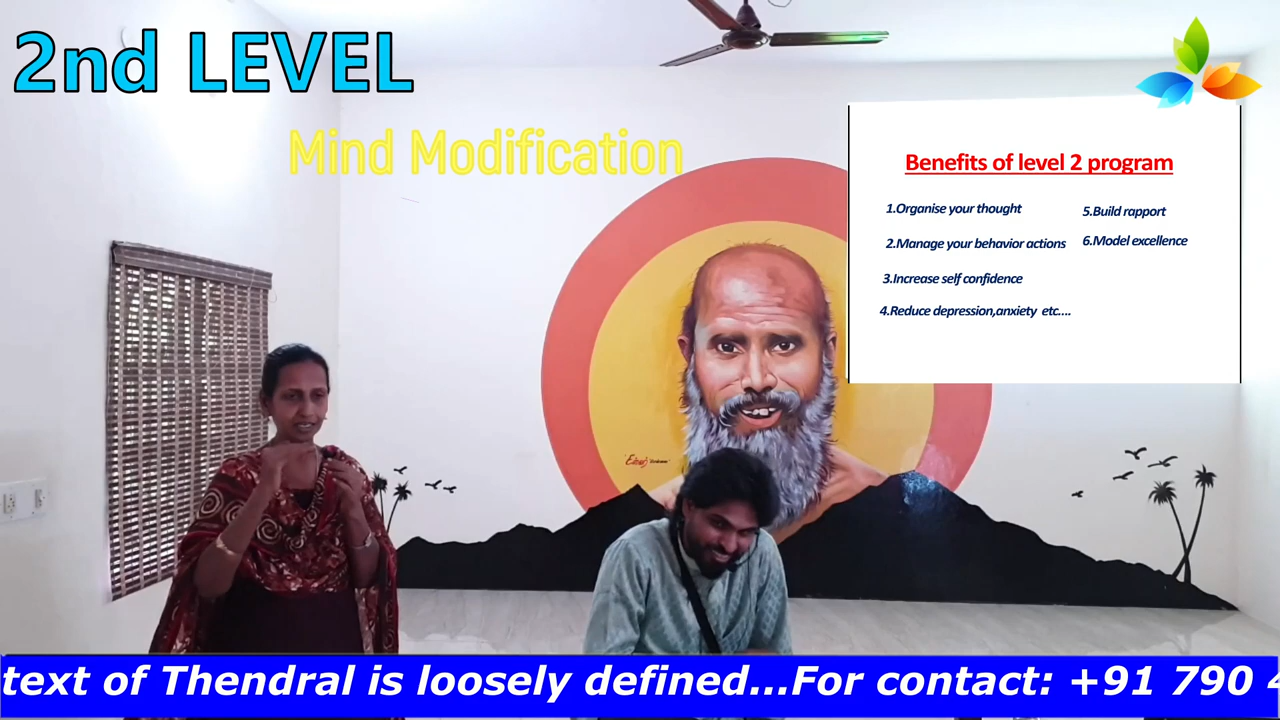 2nd LEVEL
Mind Modification
Benefits of level 2 program
1.Organise your thought
2.Manage your behavior actions
3.Increase self confidence
4.Reduce depression,anxiety etc....
5.Build rapport
6.Model excellence
text of Thendral is loosely defined...For contact: +91 790